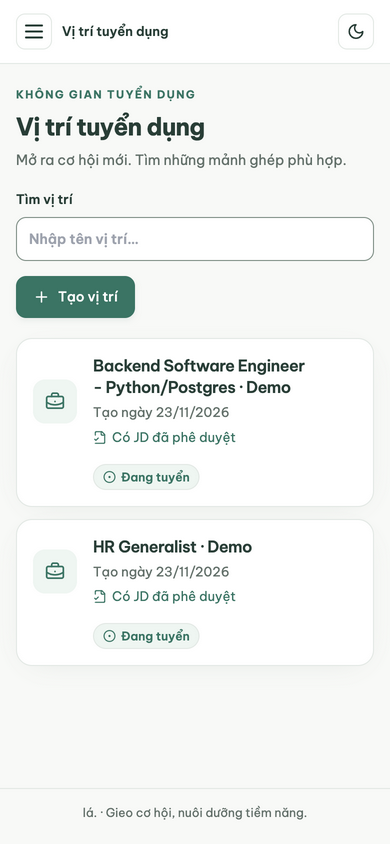 Vị trí tuyển dụng
KHÔNG GIAN TUYỂN DỤNG
Vị trí tuyển dụng
Mở ra cơ hội mới. Tìm những mảnh ghép phù hợp.
Tìm vị trí
Nhập tên vị trí...
Tạo vị trí
Backend Software Engineer
- Python/Postgres · Demo
Tạo ngày 23/11/2026
Có JD đã phê duyệt
Đang tuyển
HR Generalist · Demo
Tạo ngày 23/11/2026
Có JD đã phê duyệt
Đang tuyển
lá. · Gieo cơ hội, nuôi dưỡng tiềm năng.